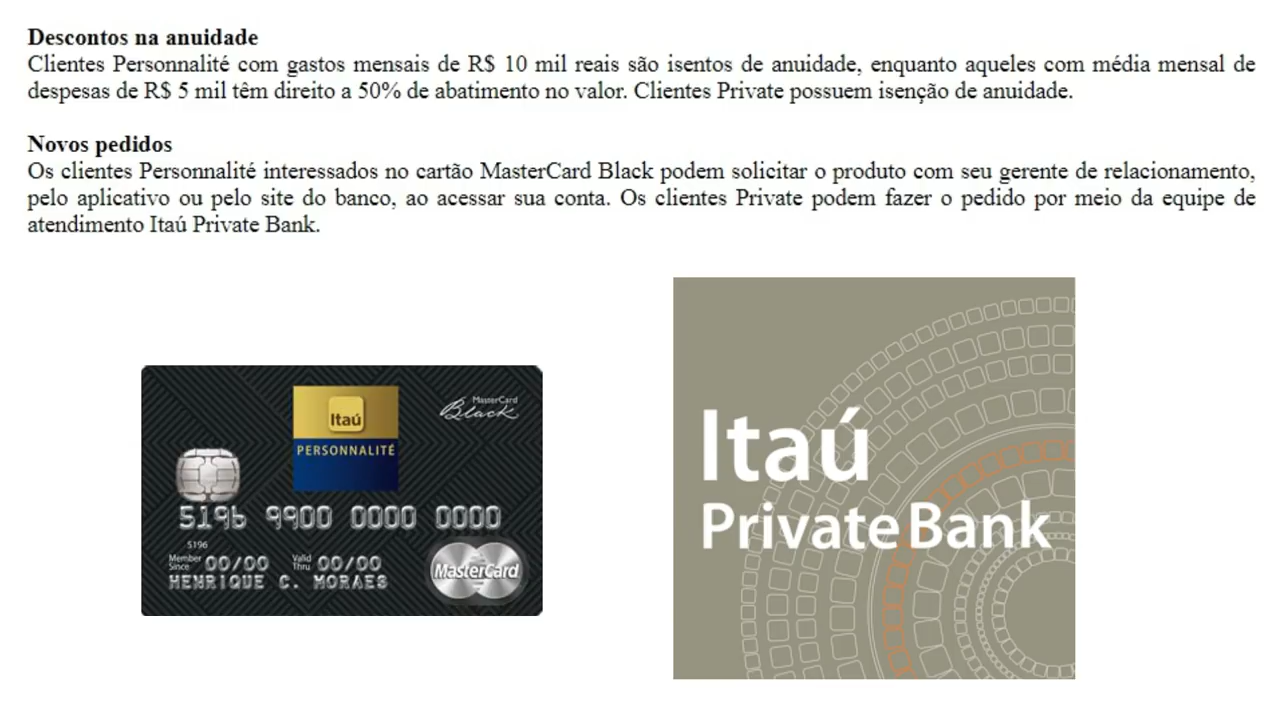 Descontos na anuidade
Clientes Personnalité com gastos mensais de R$ 10 mil reais são isentos de anuidade, enquanto aqueles com média mensal de
despesas de R$ 5 mil têm direito a 50% de abatimento no valor. Clientes Private possuem isenção de anuidade.
Novos pedidos
Os clientes Personnalité interessados no cartão MasterCard Black podem solicitar o produto com seu gerente de relacionamento,
pelo aplicativo ou pelo site do banco, ao acessar sua conta. Os clientes Private podem fazer o pedido por meio da equipe de
atendimento Itaú Private Bank.
Itaú
PERSONNALITÉ
MasterCard
Black
5196 9900 0000 0000
5196
Member Since 00/00 Valid Thru 00/00
HENRIQUE C. MORAES
MasterCard
Itaú
Private Bank